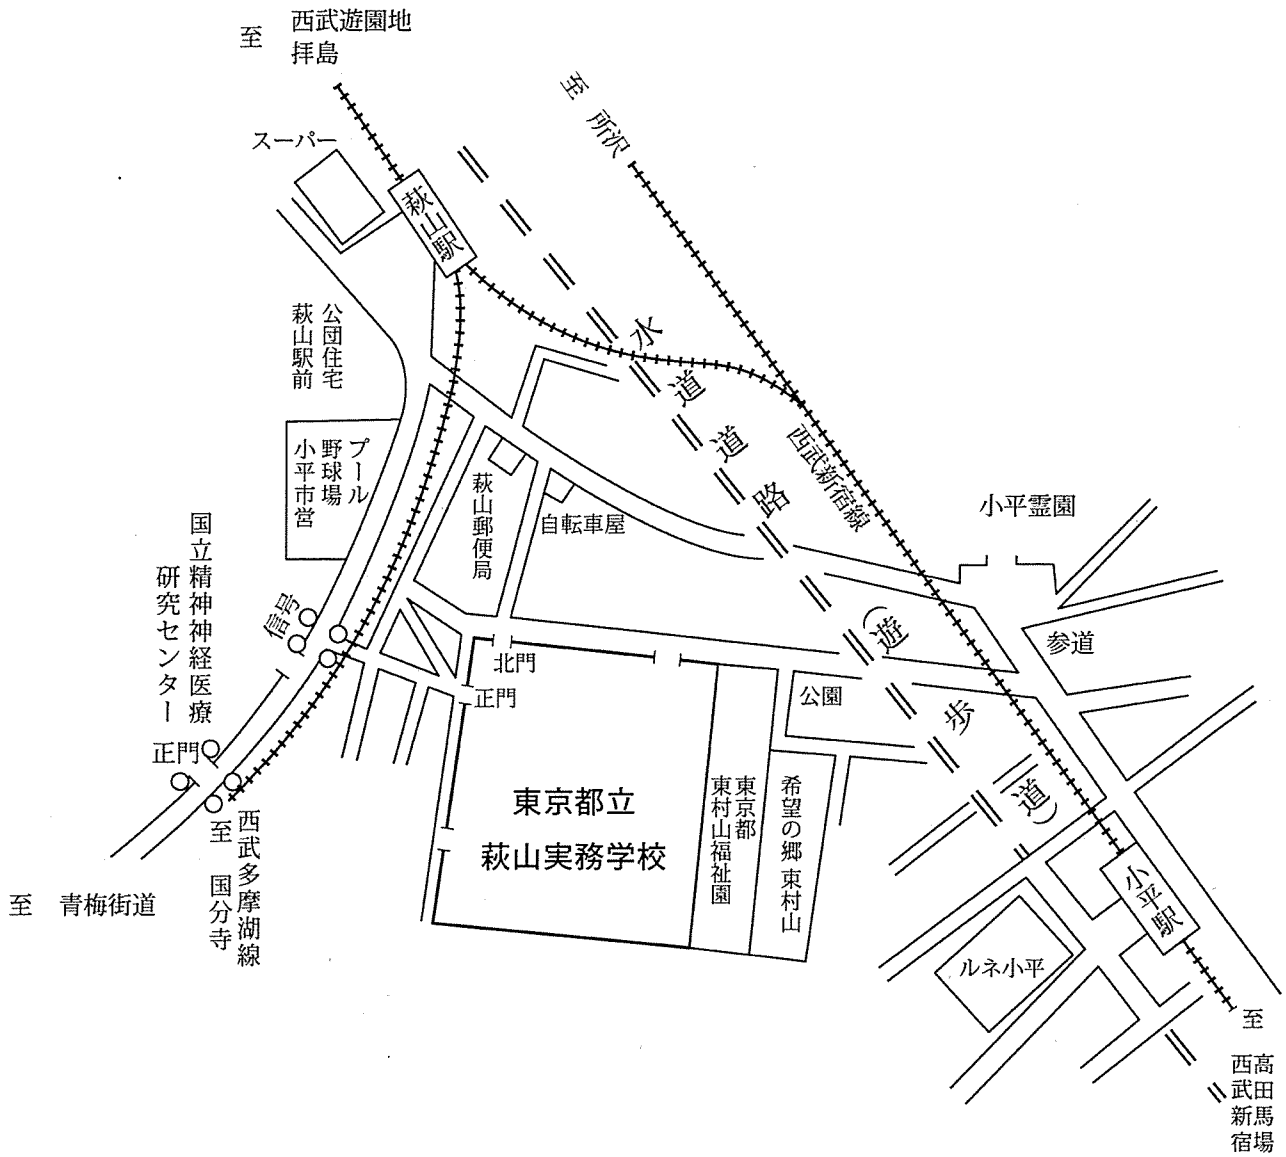 至 西武遊園地
拝島
至 所沢
スーパー
萩山駅
公団住宅
萩山駅前
水道道路
(遊歩道)
西武新宿線
プール
野球場
小平市営
萩山郵便局
自転車屋
小平霊園
参道
国立精神神経医療
研究センター
信号
北門
正門
公園
正門
東京都立
萩山実務学校
東京都
東村山福祉園
希望の郷 東村山
小平駅
ルネ小平
西武多摩湖線
至 国分寺
至 青梅街道
至
高田馬場
西武新宿